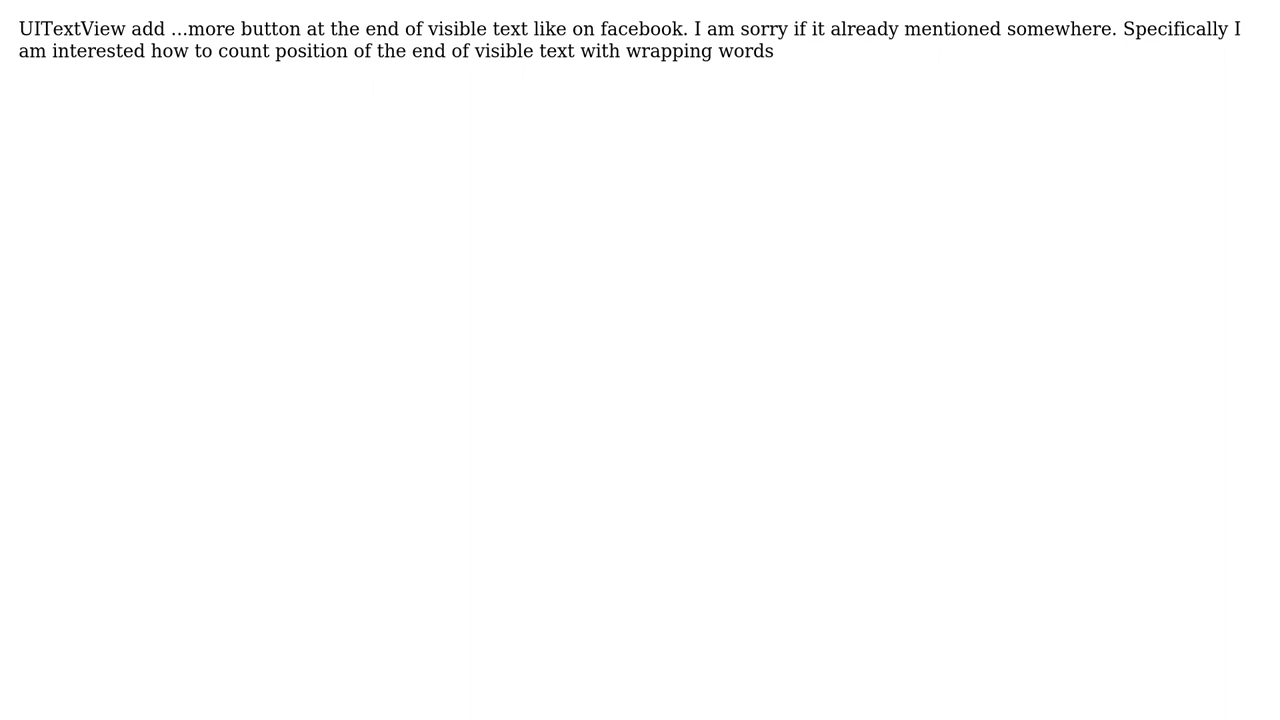 UITextView add ...more button at the end of visible text like on facebook. I am sorry if it already mentioned somewhere. Specifically I
am interested how to count position of the end of visible text with wrapping words